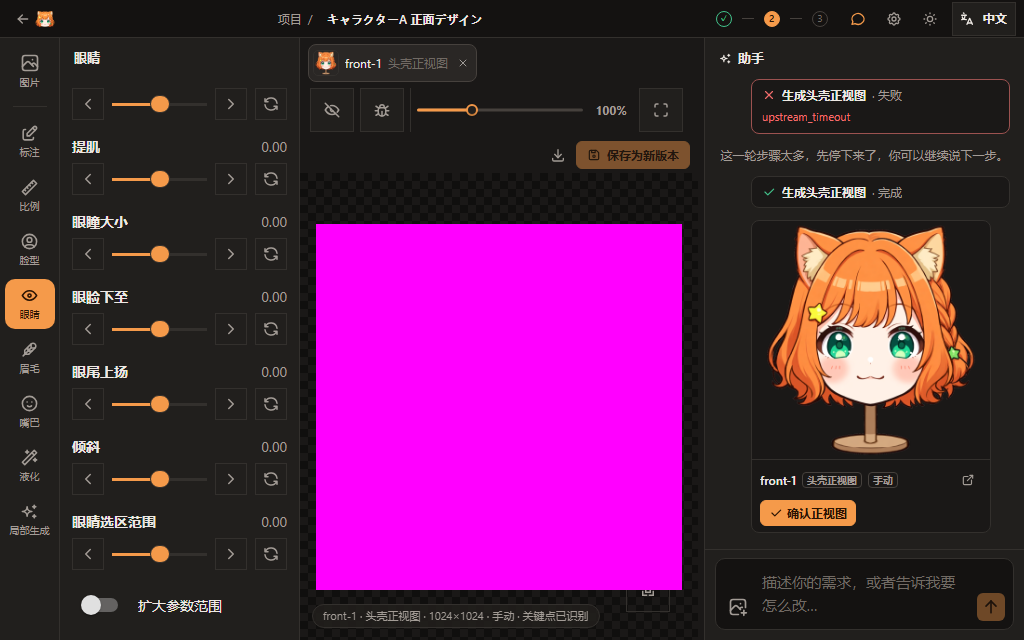 项目 / キャラクターA 正面デザイン
2
3
中文
图片
标注
比例
脸型
眼睛
眉毛
嘴巴
液化
局部生成
眼睛
提肌 0.00
眼瞳大小 0.00
眼睑下至 0.00
眼尾上扬 0.00
倾斜 0.00
眼睛选区范围 0.00
扩大参数范围
front-1 头壳正视图
100%
保存为新版本
front-1 · 头壳正视图 · 1024×1024 · 手动 · 关键点已识别
助手
生成头壳正视图 · 失败
upstream_timeout
这一轮步骤太多，先停下来了，你可以继续说下一步。
生成头壳正视图 · 完成
front-1 头壳正视图 手动
确认正视图
描述你的需求，或者告诉我要
怎么改...